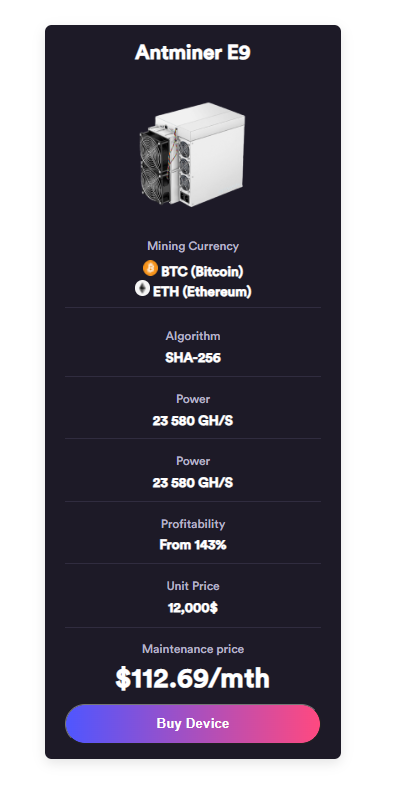 Antminer E9
Mining Currency
BTC (Bitcoin)
ETH (Ethereum)
Algorithm
SHA-256
Power
23 580 GH/S
Power
23 580 GH/S
Profitability
From 143%
Unit Price
12,000$
Maintenance price
$112.69/mth
Buy Device